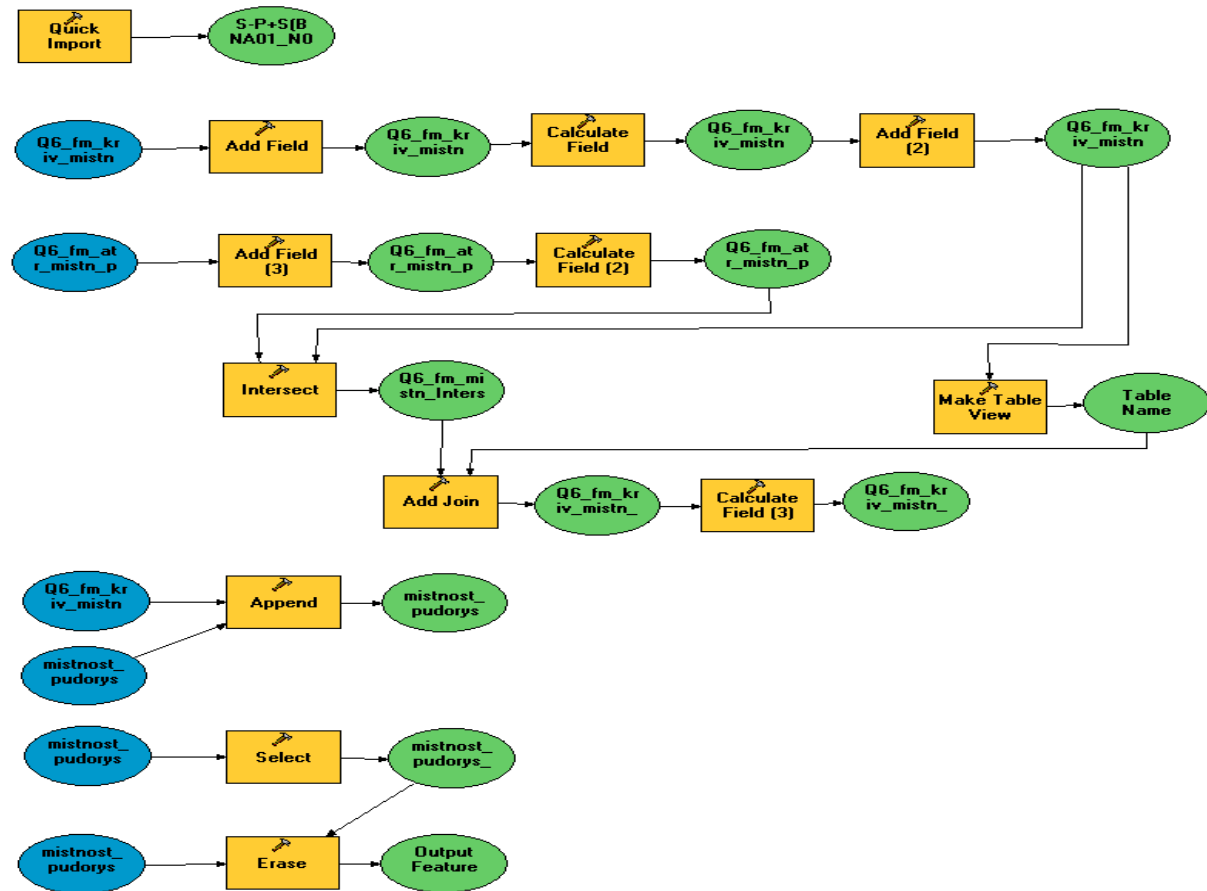 Quick
Import
S-P+S(B
NA01_N0
Q6_fm_kr
iv_mistn
Add Field
Q6_fm_kr
iv_mistn
Calculate
Field
Q6_fm_kr
iv_mistn
Add Field
(2)
Q6_fm_kr
iv_mistn
Q6_fm_at
r_mistn_p
Add Field
(3)
Q6_fm_at
r_mistn_p
Calculate
Field (2)
Q6_fm_at
r_mistn_p
Intersect
Q6_fm_mi
stn_Inters
Make Table
View
Table
Name
Add Join
Q6_fm_kr
iv_mistn_
Calculate
Field (3)
Q6_fm_kr
iv_mistn_
Q6_fm_kr
iv_mistn
Append
mistnost_
pudorys
mistnost_
pudorys
mistnost_
pudorys
Select
mistnost_
pudorys_
mistnost_
pudorys
Erase
Output
Feature